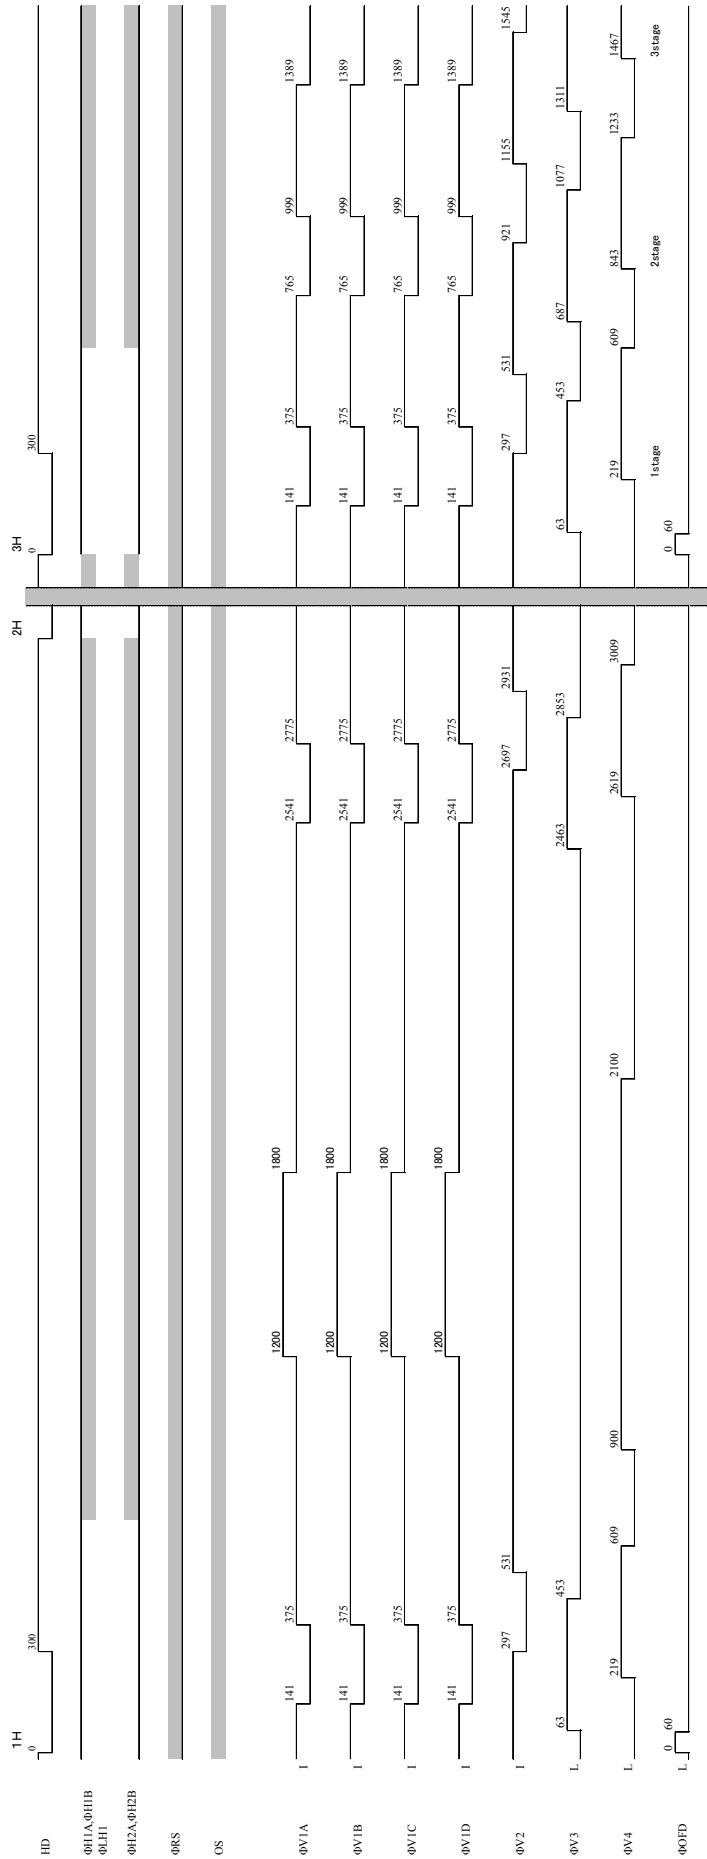 1H 2H 3H
0 300 0 300
HD
ΦH1A,ΦH1B
ΦLH1
ΦH2A,ΦH2B
ΦRS
OS
1200 1800
141 375 2541 2775 141 375 765 999 1389
ΦV1A I
1200 1800
141 375 2541 2775 141 375 765 999 1389
ΦV1B I
1200 1800
141 375 2541 2775 141 375 765 999 1389
ΦV1C I
1200 1800
141 375 2541 2775 141 375 765 999 1389
ΦV1D I
297 531 2697 2931 297 531 921 1155 1545
ΦV2 I
63 453 2463 2853 63 453 687 1077 1311
ΦV3 L
219 609 900 2100 2619 3009 219 609 843 1233 1467
ΦV4 L
1stage 2stage 3stage
0 60 0 60
ΦOFD L